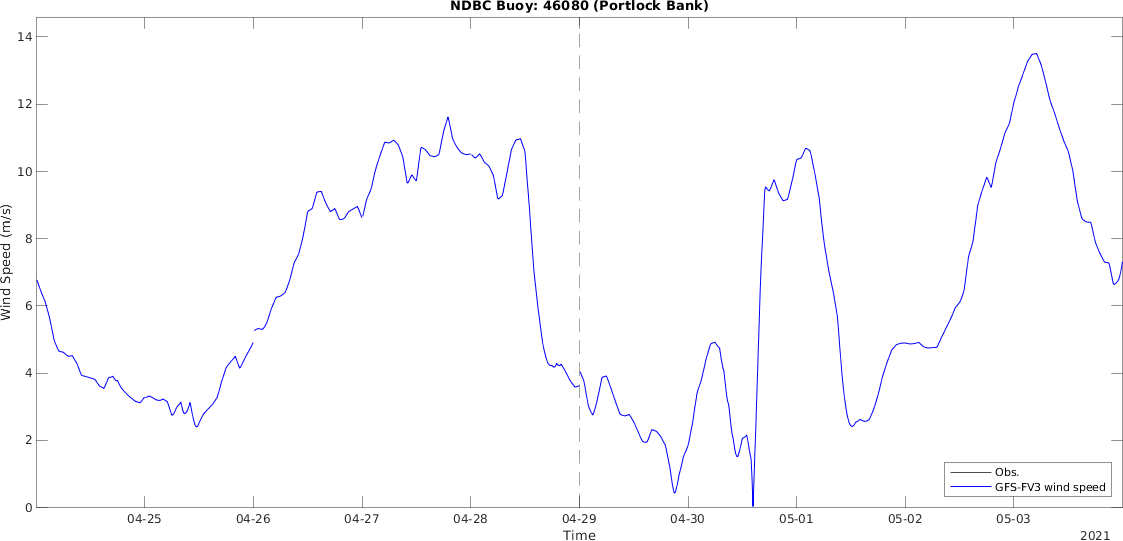 NDBC Buoy: 46080 (Portlock Bank)
14
12
10
8
6
4
2
0
Wind Speed (m/s)
04-25 04-26 04-27 04-28 04-29 04-30 05-01 05-02 05-03
Time
2021
Obs.
GFS-FV3 wind speed